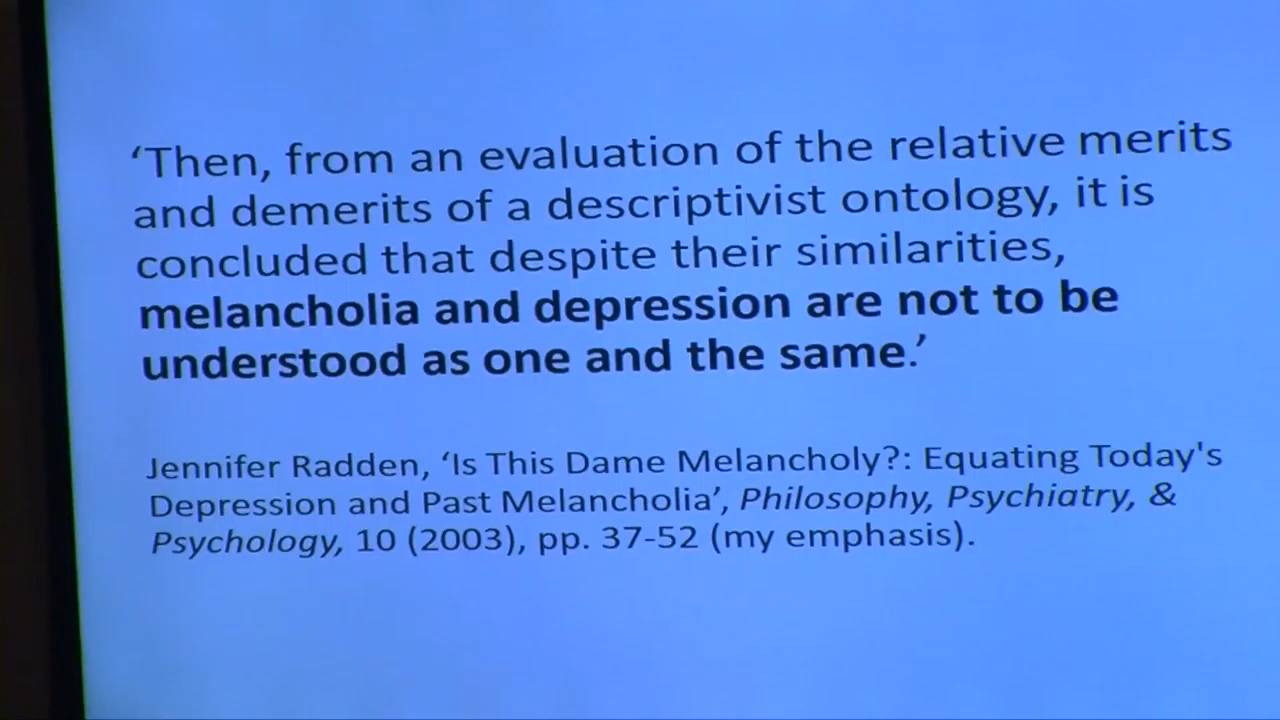 ‘Then, from an evaluation of the relative merits
and demerits of a descriptivist ontology, it is
concluded that despite their similarities,
melancholia and depression are not to be
understood as one and the same.’
Jennifer Radden, ‘Is This Dame Melancholy?: Equating Today's
Depression and Past Melancholia’, Philosophy, Psychiatry, &
Psychology, 10 (2003), pp. 37-52 (my emphasis).